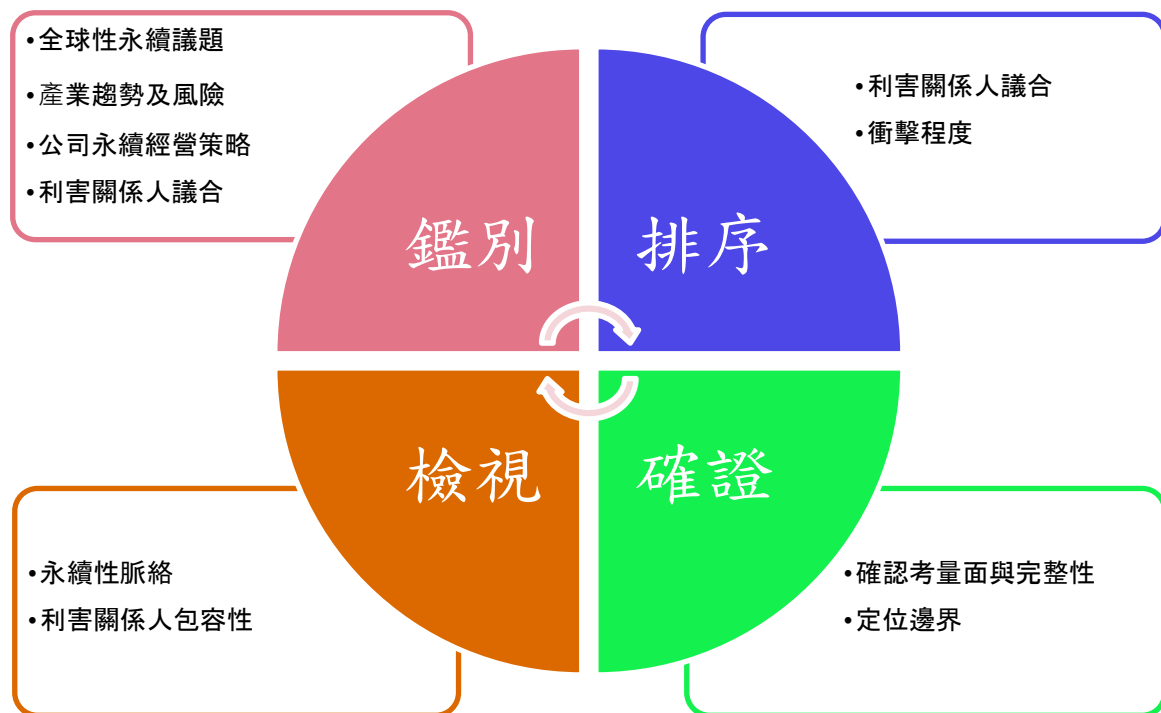 •全球性永續議題
•產業趨勢及風險
•公司永續經營策略
•利害關係人議合
鑑別
•利害關係人議合
•衝擊程度
排序
檢視
•永續性脈絡
•利害關係人包容性
確證
•確認考量面與完整性
•定位邊界